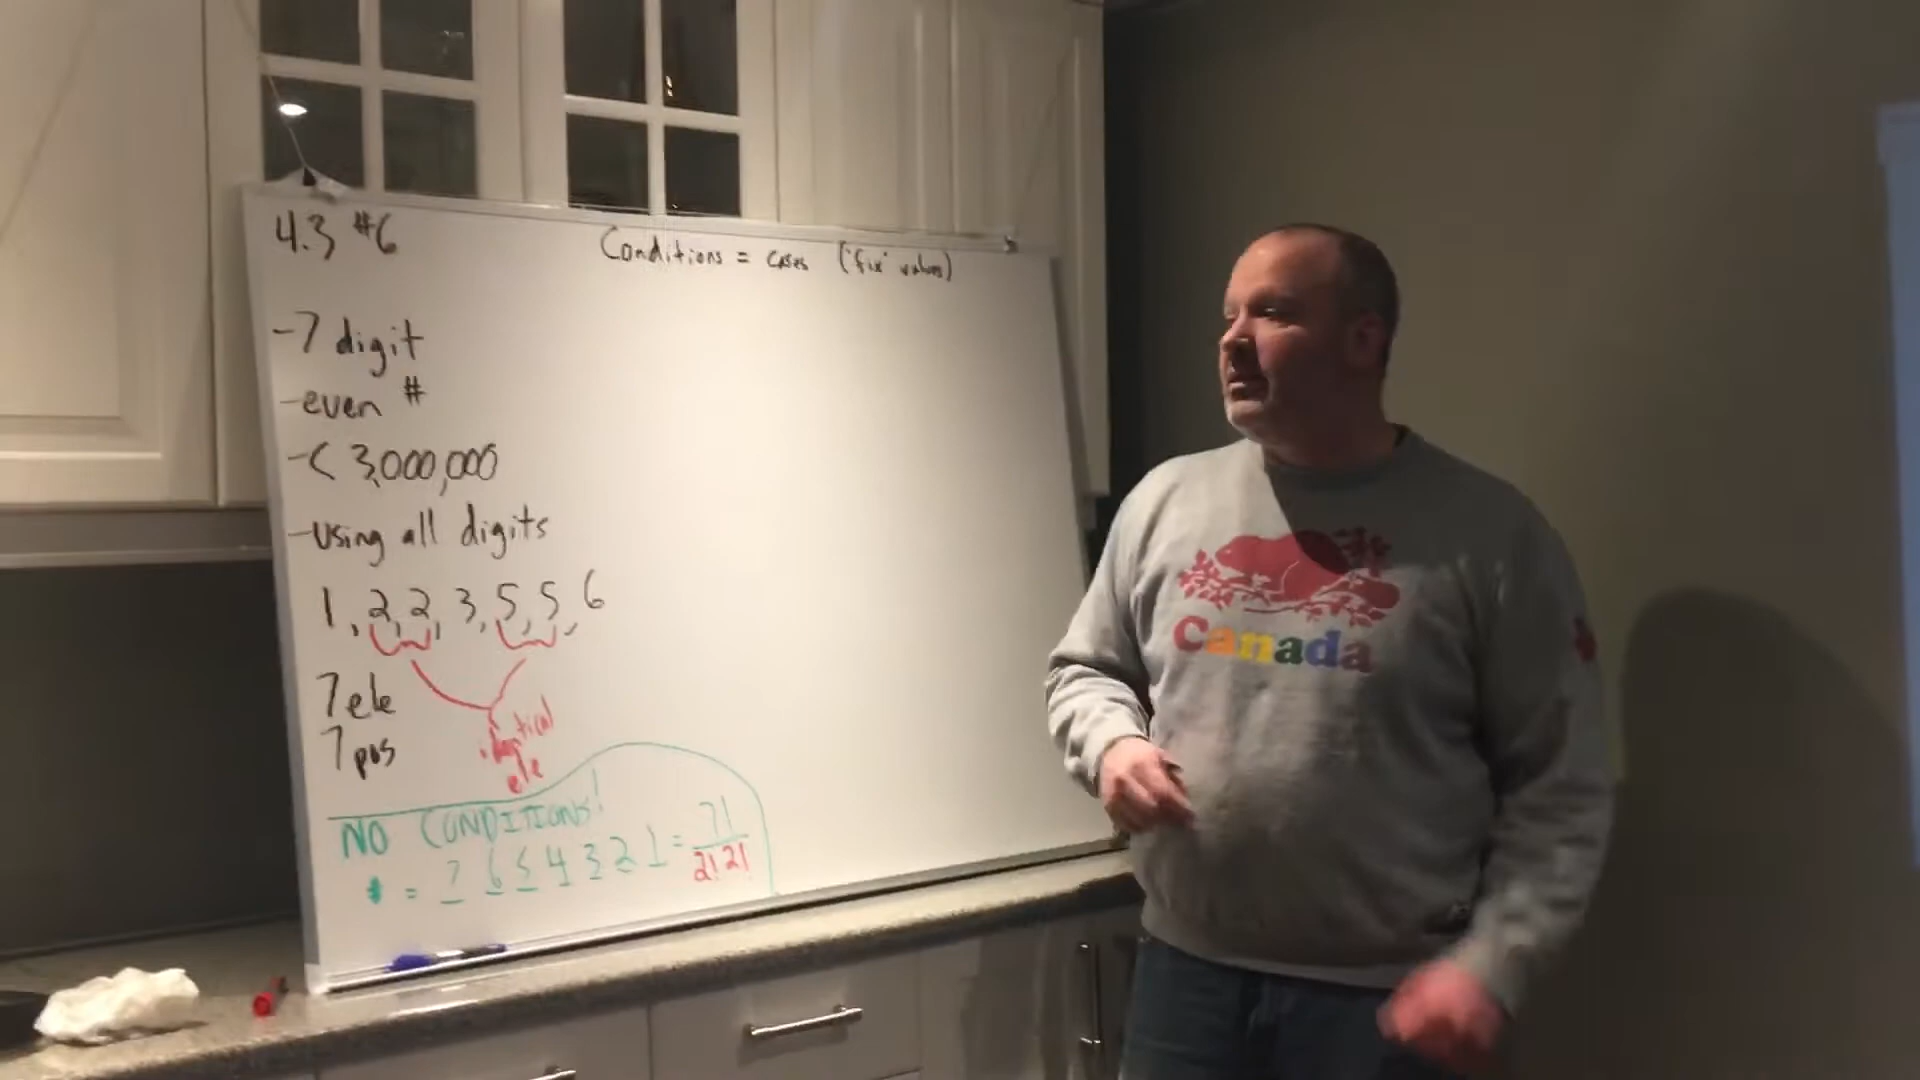 4.3 #6
Conditions = cases ("fix" values)
-7 digit
-even #
-< 3,000,000
-using all digits
1, 2, 2, 3, 5, 5, 6
7 ele
7 pos
identical
ele
NO CONDITIONS!
# = 7 6 5 4 3 2 1 = 7!
2! 2!
Canada